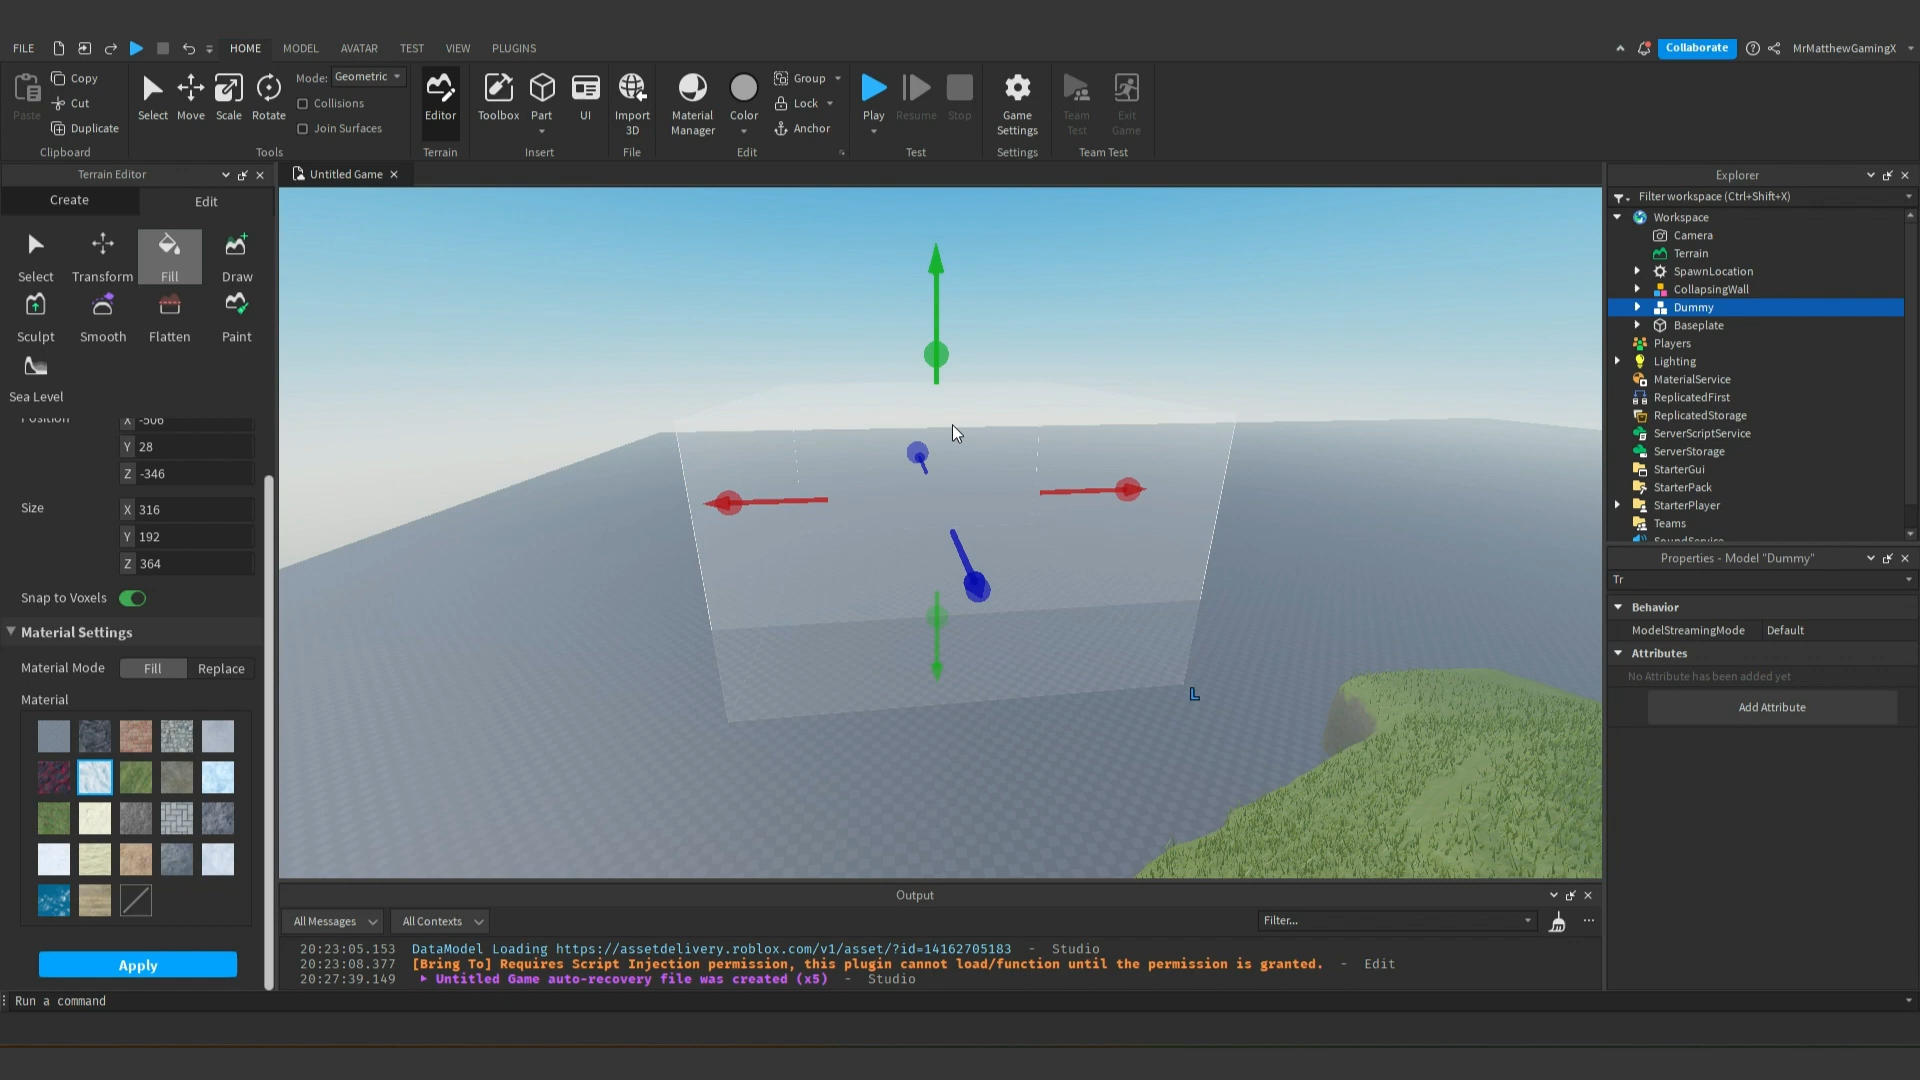 FILE HOME MODEL AVATAR TEST VIEW PLUGINS Collaborate MrMatthewGamingX
Paste Copy Cut Duplicate Clipboard
Select Move Scale Rotate Mode: Geometric Collisions Join Surfaces Tools
Editor Terrain
Toolbox Part UI Insert
Import 3D File
Material Manager Color Group Lock Anchor Edit
Play Resume Stop Test
Game Settings Settings
Team Test Exit Game Team Test
Terrain Editor
Create Edit
Select Transform Fill Draw
Sculpt Smooth Flatten Paint
Sea Level
Position X -506
Y 28
Z -346
Size X 316
Y 192
Z 364
Snap to Voxels
Material Settings
Material Mode Fill Replace
Material
Apply
Untitled Game
L
Output
All Messages All Contexts Filter...
20:23:05.153 DataModel Loading https://assetdelivery.roblox.com/v1/asset/?id=14162705183 - Studio
20:23:08.377 [Bring To] Requires Script Injection permission, this plugin cannot load/function until the permission is granted. - Edit
20:27:39.149 Untitled Game auto-recovery file was created (x5) - Studio
Run a command
Explorer
Filter workspace (Ctrl+Shift+X)
Workspace
Camera
Terrain
SpawnLocation
CollapsingWall
Dummy
Baseplate
Players
Lighting
MaterialService
ReplicatedFirst
ReplicatedStorage
ServerScriptService
ServerStorage
StarterGui
StarterPack
StarterPlayer
Teams
SoundService
Properties - Model "Dummy"
Tr
Behavior
ModelStreamingMode Default
Attributes
No Attribute has been added yet
Add Attribute